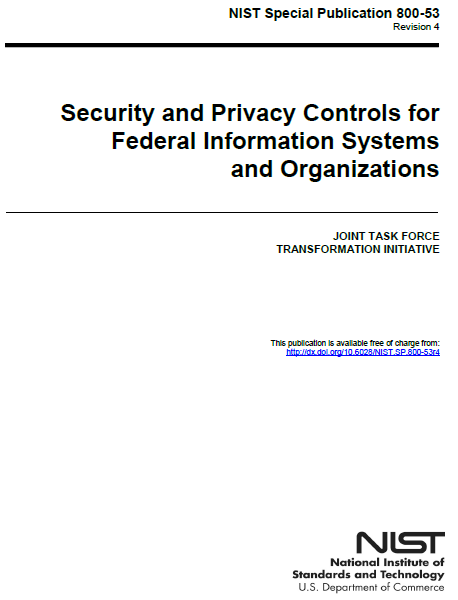 NIST Special Publication 800-53
Revision 4
Security and Privacy Controls for
Federal Information Systems
and Organizations
JOINT TASK FORCE
TRANSFORMATION INITIATIVE
This publication is available free of charge from:
http://dx.doi.org/10.6028/NIST.SP.800-53r4
NIST
National Institute of
Standards and Technology
U.S. Department of Commerce